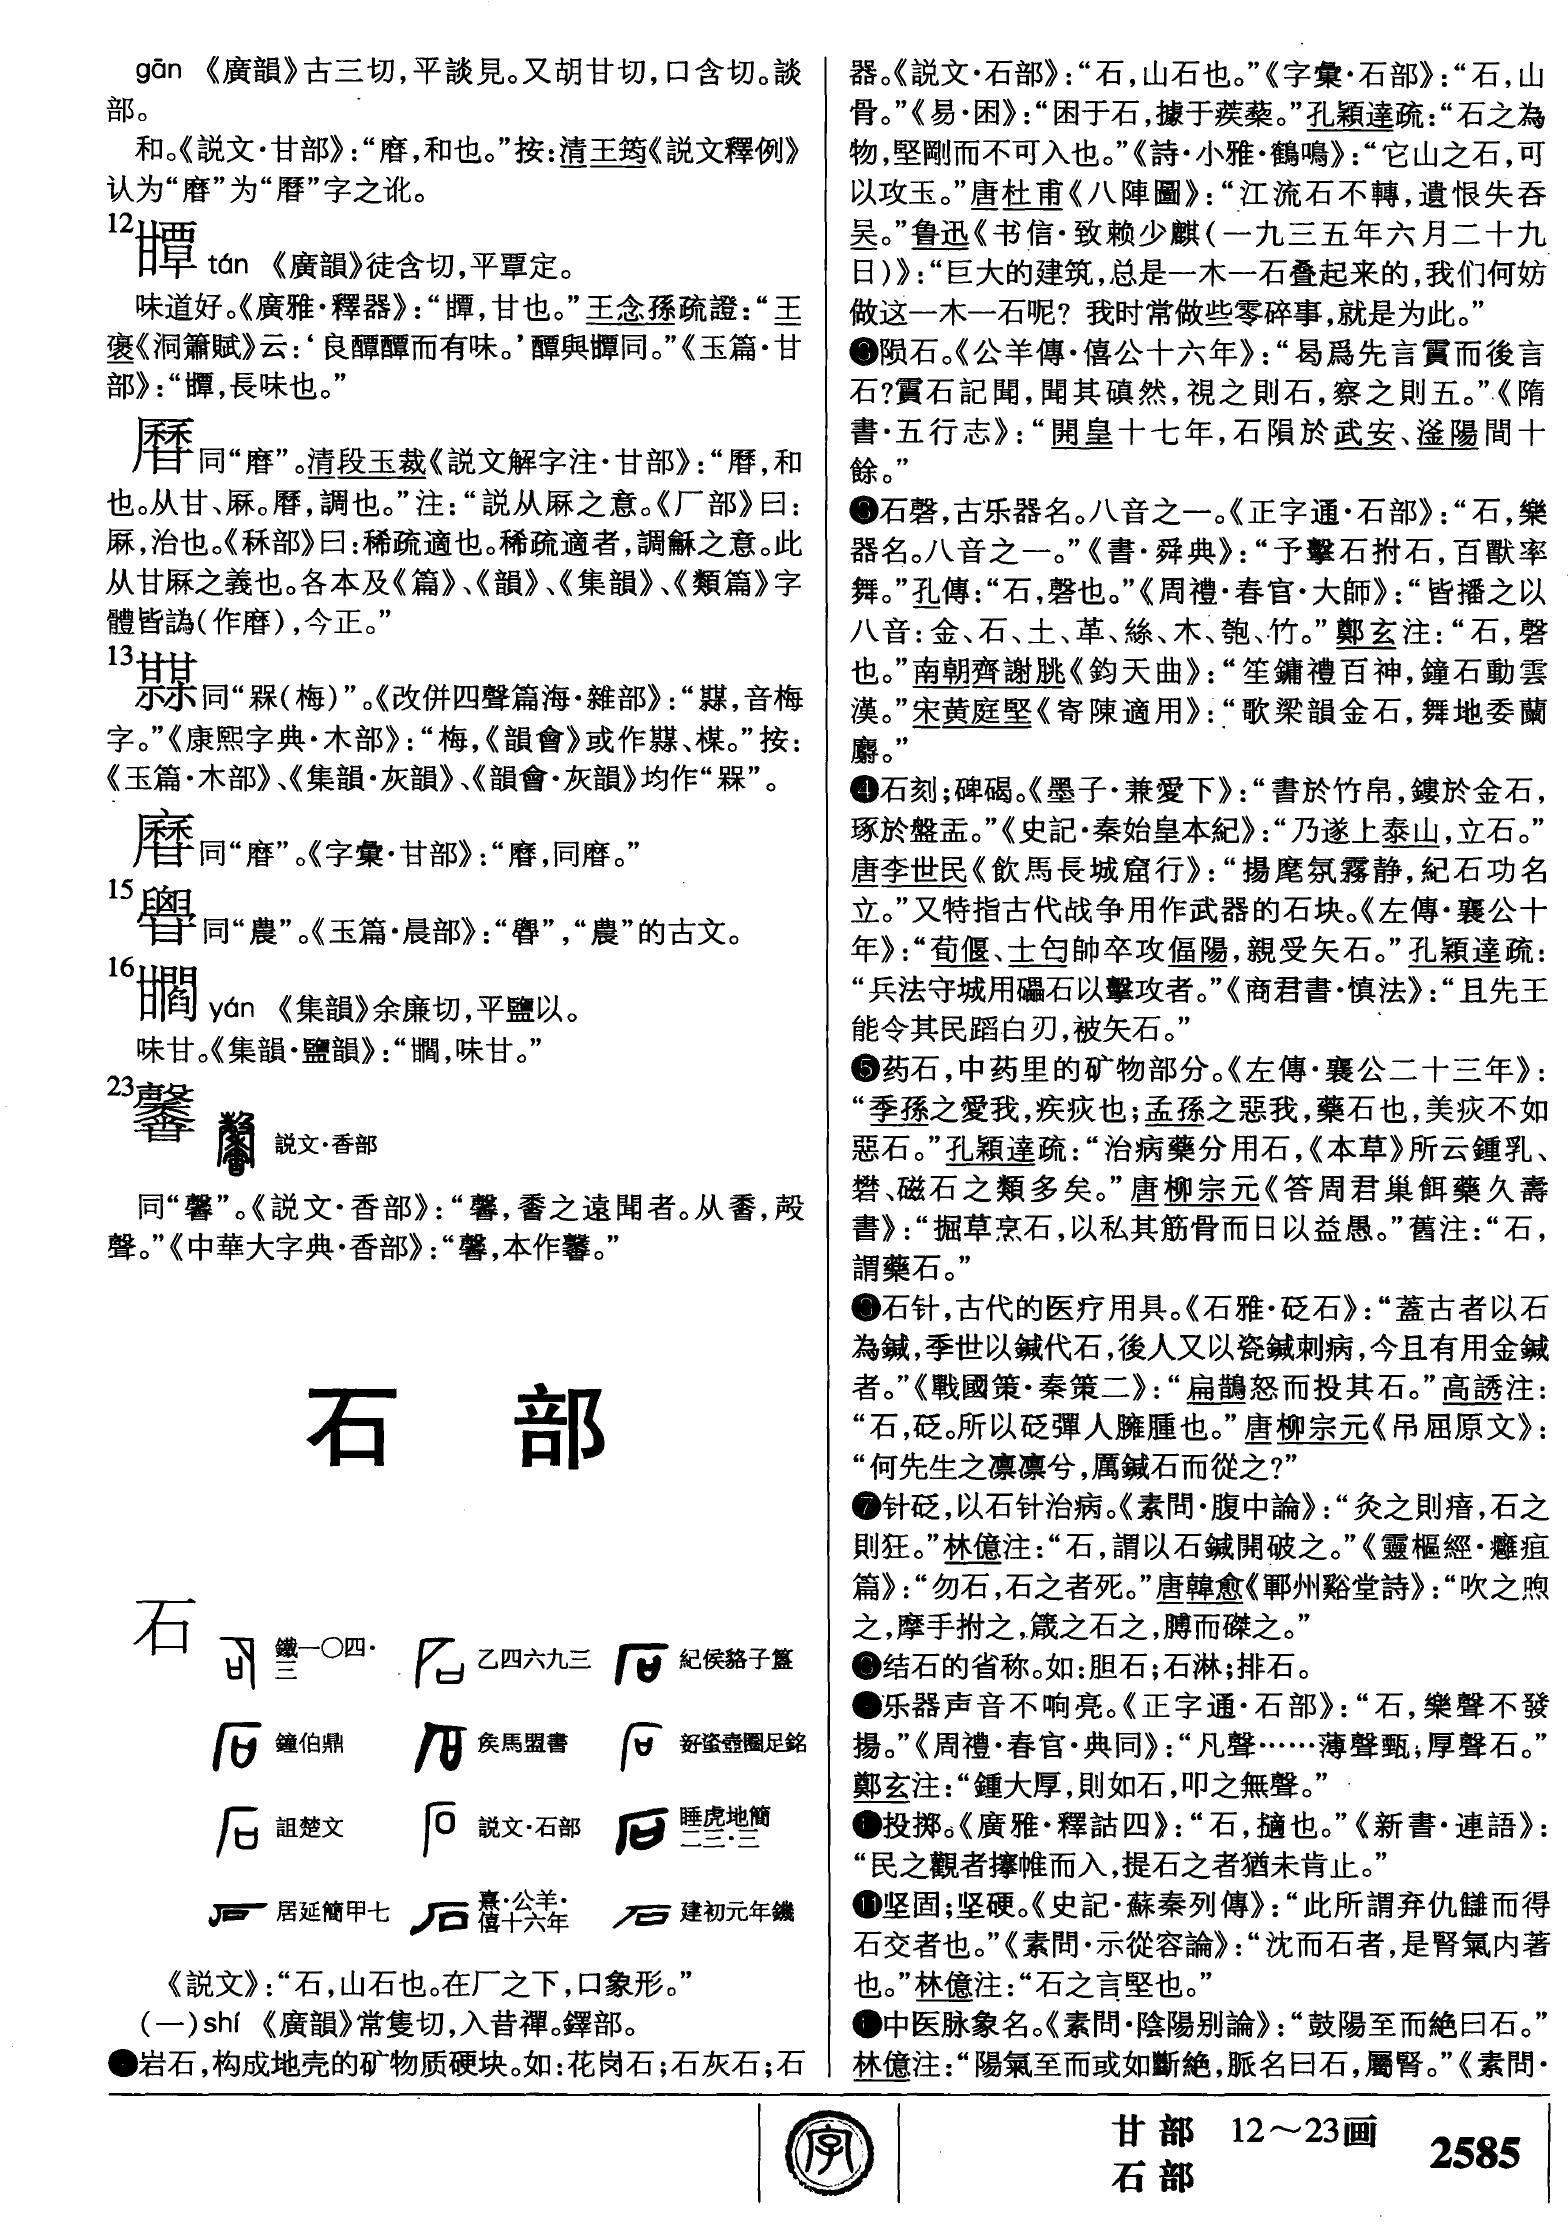 gān 《廣韻》古三切,平談見。又胡甘切,口含切。談
部。
和。《説文·甘部》:“𤯌,和也。”按:清王筠《説文釋例》
认为“𤯌”为“曆”字之讹。
12
𤯍 tán 《廣韻》徒含切,平覃定。
味道好。《廣雅·釋器》:“𤯍,甘也。”王念孫疏證:“王
褒《洞簫賦》云:‘良醰醰而有味。’醰與𤯍同。”《玉篇·甘
部》:“𤯍,長味也。”
同“𤯌”。清段玉裁《説文解字注·甘部》:“曆,和
也。从甘、厤。曆,調也。”注:“説从厤之意。《厂部》曰:
厤,治也。《秝部》曰:稀疏適也。稀疏適者,調龢之意。此
从甘厤之義也。各本及《篇》、《韻》、《集韻》、《類篇》字
體皆譌(作𤯌),今正。”
13
同“槑(梅)”。《改併四聲篇海·雜部》:“,音梅
字。”《康熙字典·木部》:“梅,《韻會》或作、楳。”按:
《玉篇·木部》、《集韻·灰韻》、《韻會·灰韻》均作“槑”。
同“𤯌”。《字彙·甘部》:“,同。”
15
同“農”。《玉篇·晨部》:“”,“農”的古文。
16
yán 《集韻》余廉切,平鹽以。
味甘。《集韻·鹽韻》:“,味甘。”
23
説文·香部
同“馨”。《説文·香部》:“馨,香之遠聞者。从香,殸
聲。”《中華大字典·香部》:“馨,本作。”
石 部
石
鐵一〇四·三 乙四六九三 紀侯貉子簋
鐘伯鼎 侯馬盟書 𧊒壺圈足銘
詛楚文 説文·石部 睡虎地簡二三·三
居延簡甲七 熹·公羊·僖十六年 建初元年鐖
《説文》:“石,山石也。在厂之下,口象形。”
(一)shí 《廣韻》常隻切,入昔禪。鐸部。
❶岩石,构成地壳的矿物质硬块。如:花岗石;石灰石;石
器。《説文·石部》:“石,山石也。”《字彙·石部》:“石,山
骨。”《易·困》:“困于石,據于蒺藜。”孔穎達疏:“石之為
物,堅剛而不可入也。”《詩·小雅·鶴鳴》:“它山之石,可
以攻玉。”唐杜甫《八陣圖》:“江流石不轉,遺恨失吞
吴。”鲁迅《书信·致赖少麒(一九三五年六月二十九
日)》:“巨大的建筑,总是一木一石叠起来的,我们何妨
做这一木一石呢? 我时常做些零碎事,就是为此。”
❷陨石。《公羊傳·僖公十六年》:“曷爲先言霣而後言
石?霣石記聞,聞其磌然,視之則石,察之則五。”《隋
書·五行志》:“開皇十七年,石隕於武安、滏陽間十
餘。”
❸石磬,古乐器名。八音之一。《正字通·石部》:“石,樂
器名。八音之一。”《書·舜典》:“予擊石拊石,百獸率
舞。”孔傳:“石,磬也。”《周禮·春官·大師》:“皆播之以
八音:金、石、土、革、絲、木、匏、竹。”鄭玄注:“石,磬
也。”南朝齊謝朓《鈞天曲》:“笙鏞禮百神,鐘石動雲
漢。”宋黄庭堅《寄陳適用》:“歌梁韻金石,舞地委蘭
麝。”
❹石刻;碑碣。《墨子·兼愛下》:“書於竹帛,鏤於金石,
琢於盤盂。”《史記·秦始皇本紀》:“乃遂上泰山,立石。”
唐李世民《飲馬長城窟行》:“揚麾氛霧静,紀石功名
立。”又特指古代战争用作武器的石块。《左傳·襄公十
年》:“荀偃、士匄帥卒攻偪陽,親受矢石。”孔穎達疏:
“兵法守城用礧石以擊攻者。”《商君書·慎法》:“且先王
能令其民蹈白刃,被矢石。”
❺药石,中药里的矿物部分。《左傳·襄公二十三年》:
“季孫之愛我,疾疢也;孟孫之惡我,藥石也,美疢不如
惡石。”孔穎達疏:“治病藥分用石,《本草》所云鍾乳、
礬、磁石之類多矣。”唐柳宗元《答周君巢餌藥久壽
書》:“掘草烹石,以私其筋骨而日以益愚。”舊注:“石,
謂藥石。”
❻石针,古代的医疗用具。《石雅·砭石》:“蓋古者以石
為鍼,季世以鍼代石,後人又以瓷鍼刺病,今且有用金鍼
者。”《戰國策·秦策二》:“扁鵲怒而投其石。”高誘注:
“石,砭。所以砭彈人臃腫也。”唐柳宗元《吊屈原文》:
“何先生之凛凛兮,厲鍼石而從之?”
❼针砭,以石针治病。《素問·腹中論》:“灸之則瘖,石之
則狂。”林億注:“石,謂以石鍼開破之。”《靈樞經·癰疽
篇》:“勿石,石之者死。”唐韓愈《鄆州谿堂詩》:“吹之喣
之,摩手拊之,箴之石之,膊而磔之。”
❽结石的省称。如:胆石;石淋;排石。
❾乐器声音不响亮。《正字通·石部》:“石,樂聲不發
揚。”《周禮·春官·典同》:“凡聲……薄聲甄,厚聲石。”
鄭玄注:“鍾大厚,則如石,叩之無聲。”
❿投掷。《廣雅·釋詁四》:“石,擿也。”《新書·連語》:
“民之觀者攓帷而入,提石之者猶未肯止。”
⓫坚固;坚硬。《史記·蘇秦列傳》:“此所謂弃仇讎而得
石交者也。”《素問·示從容論》:“沈而石者,是腎氣内著
也。”林億注:“石之言堅也。”
⓬中医脉象名。《素問·陰陽别論》:“鼓陽至而絶曰石。”
林億注:“陽氣至而或如斷絶,脈名曰石,屬腎。”《素問·
字
甘部 12～23画
石部
2585